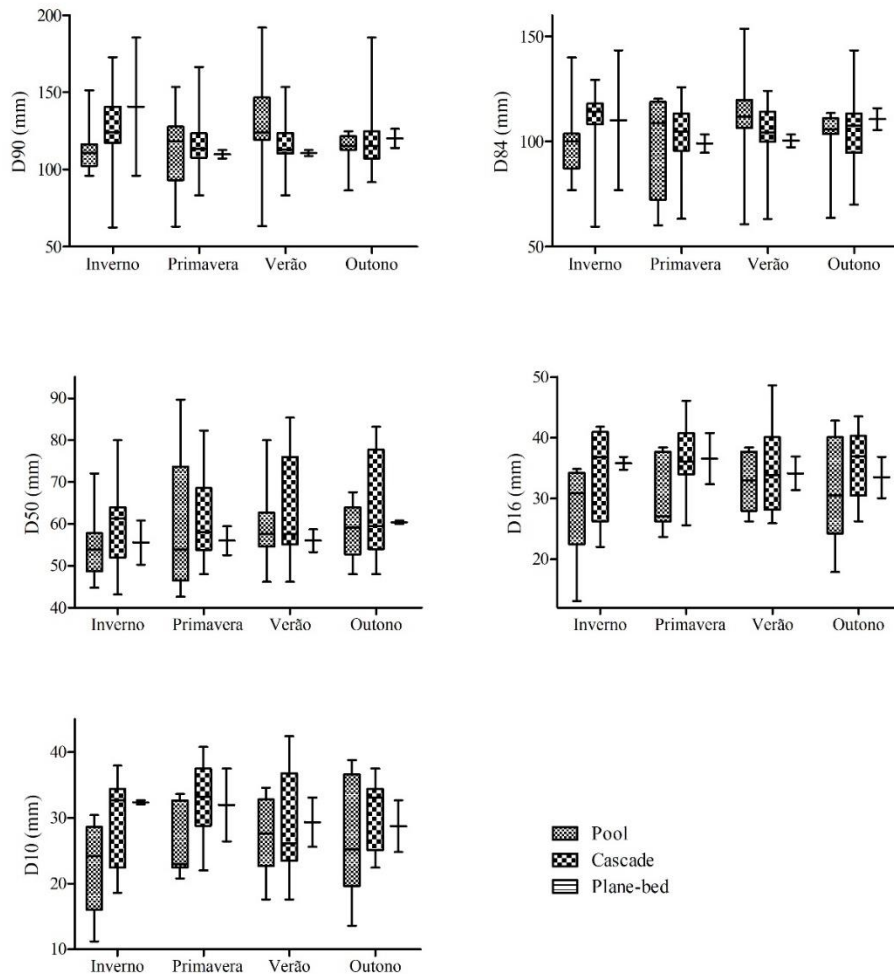 D90 (mm)
200
150
100
50
Inverno Primavera Verão Outono
D84 (mm)
150
100
50
Inverno Primavera Verão Outono
D50 (mm)
90
80
70
60
50
40
Inverno Primavera Verão Outono
D16 (mm)
50
40
30
20
Inverno Primavera Verão Outono
D10 (mm)
40
30
20
10
Inverno Primavera Verão Outono
Pool
Cascade
Plane-bed